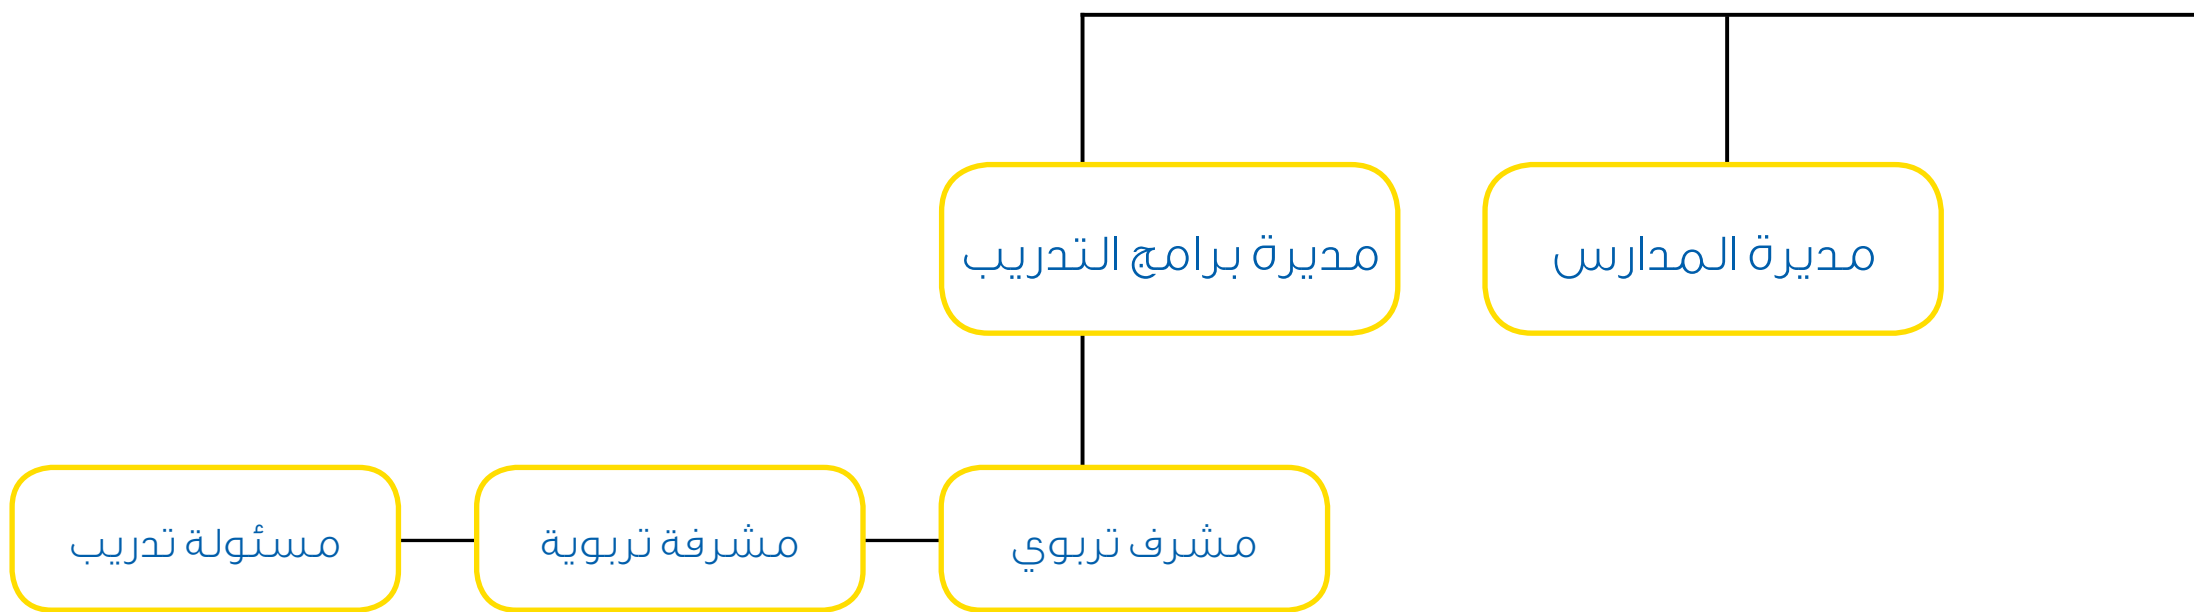 مديرة المدارس
مديرة برامج التدريب
مشرف تربوي
مشرفة تربوية
مسئولة تدريب